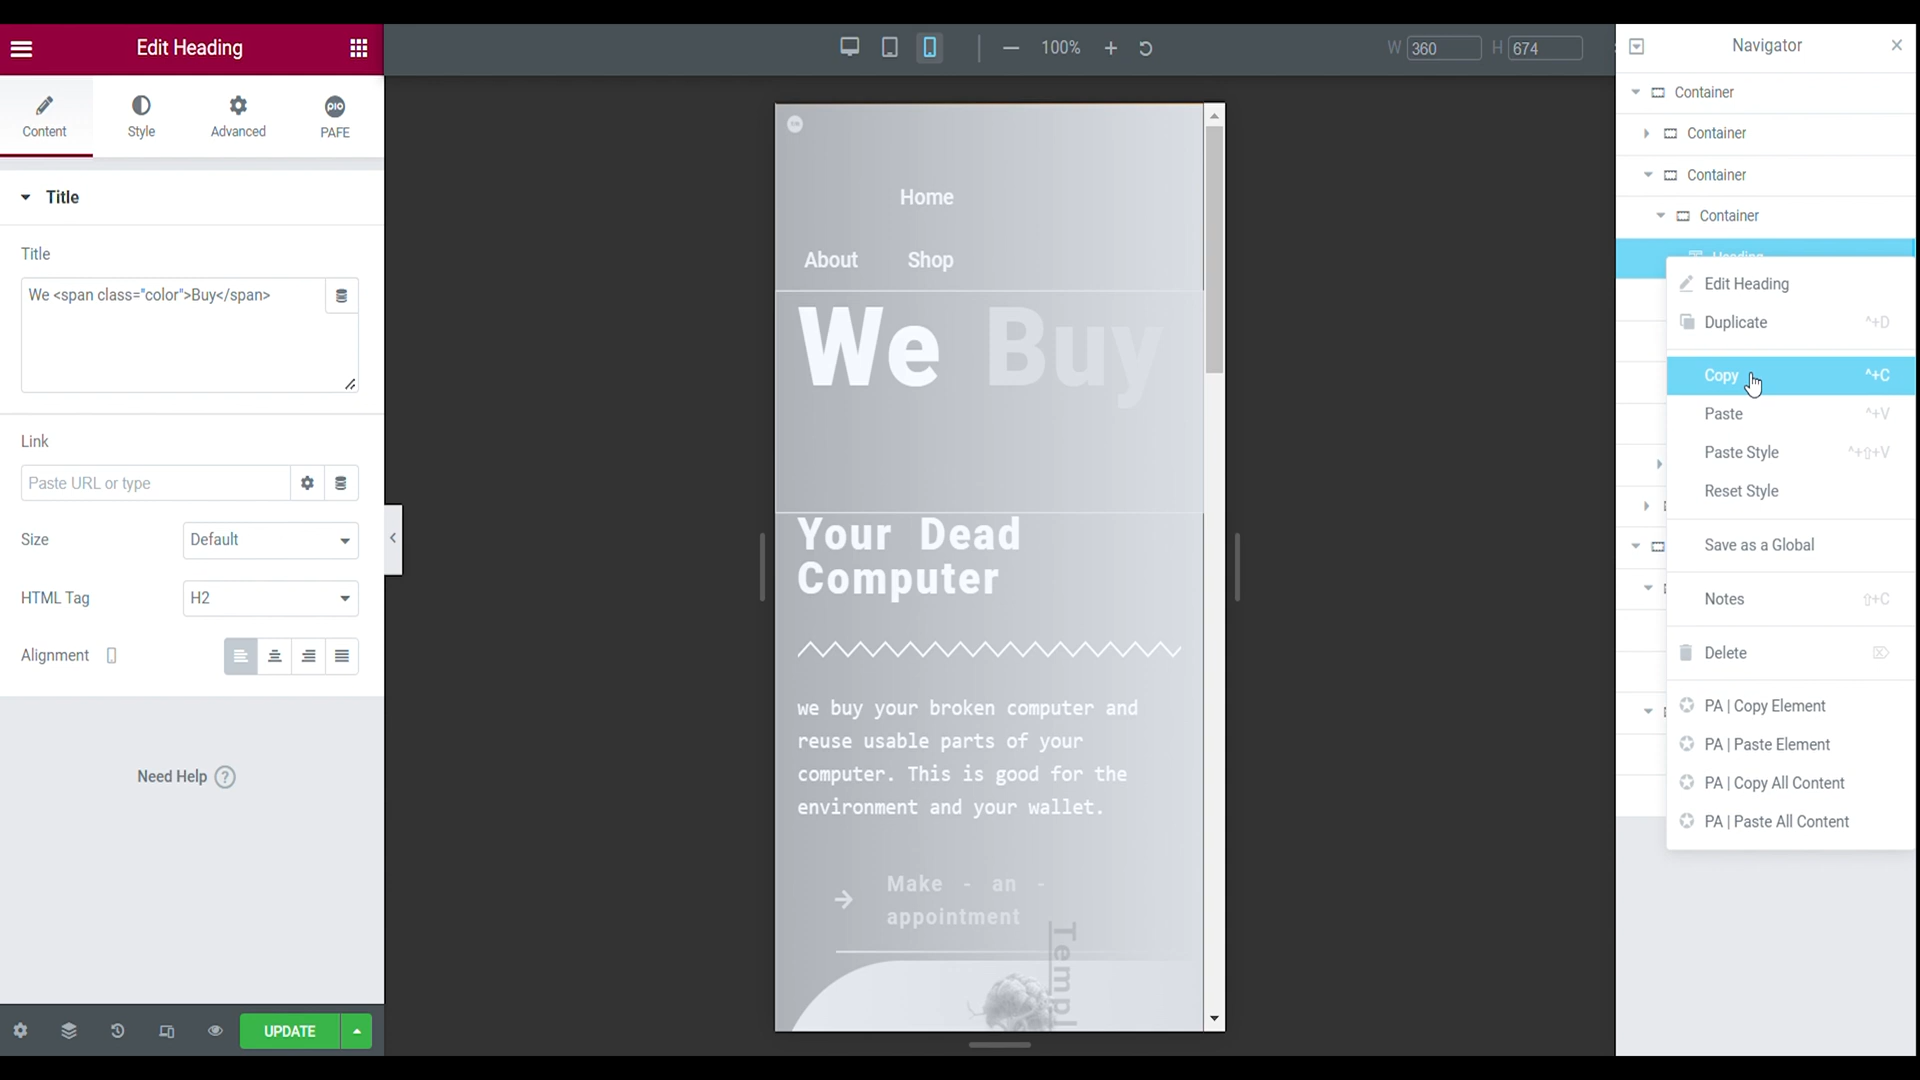 Edit Heading
Content
Style
Advanced
PAFE
Title
Title
We <span class="color">Buy</span>
Link
Paste URL or type
Size
Default
HTML Tag
H2
Alignment
Need Help ?
UPDATE
100%
W 360
H 674
Home
About Shop
We Buy
Your Dead
Computer
we buy your broken computer and
reuse usable parts of your
computer. This is good for the
environment and your wallet.
Make - an -
appointment
Templ
Navigator
Container
Container
Container
Container
Heading
Edit Heading
Duplicate ^+D
Copy ^+C
Paste ^+V
Paste Style ^+⇧+V
Reset Style
Save as a Global
Notes ⇧+C
Delete ⌦
PA | Copy Element
PA | Paste Element
PA | Copy All Content
PA | Paste All Content